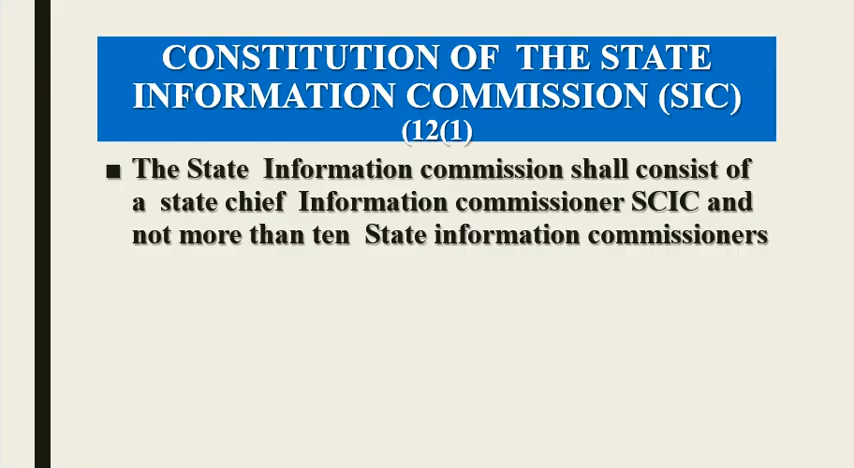 CONSTITUTION OF THE STATE
INFORMATION COMMISSION (SIC)
(12(1)
■ The State Information commission shall consist of
a state chief Information commissioner SCIC and
not more than ten State information commissioners